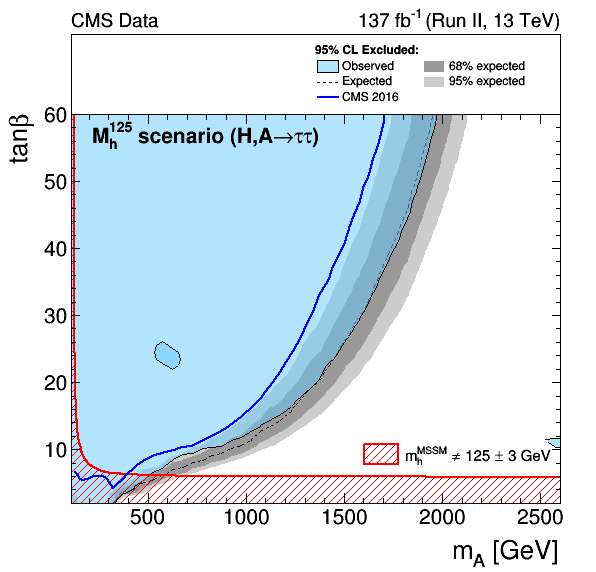 CMS Data 137 fb⁻¹ (Run II, 13 TeV)
95% CL Excluded:
Observed 68% expected
Expected 95% expected
CMS 2016
M_h^125 scenario (H,A→ττ)
tanβ
60
50
40
30
20
10
m_h^MSSM ≠ 125 ± 3 GeV
500 1000 1500 2000 2500
m_A [GeV]